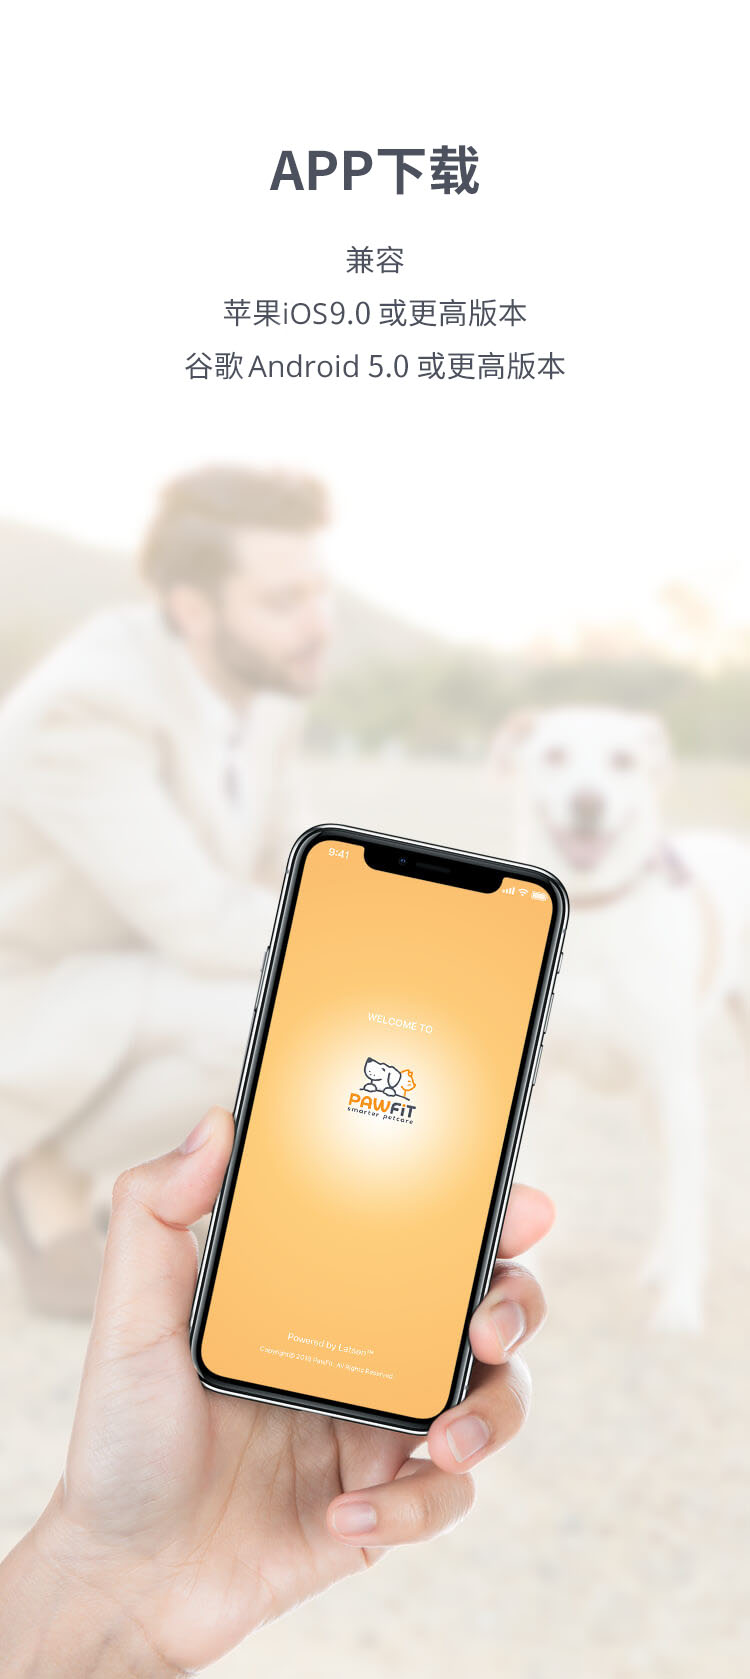 APP下载
兼容
苹果iOS9.0 或更高版本
谷歌Android 5.0 或更高版本
9:41
WELCOME TO
PAWFiT
smarter petcare
Powered by Latsen™
Copyright© 2018 PawFit. All Rights Reserved